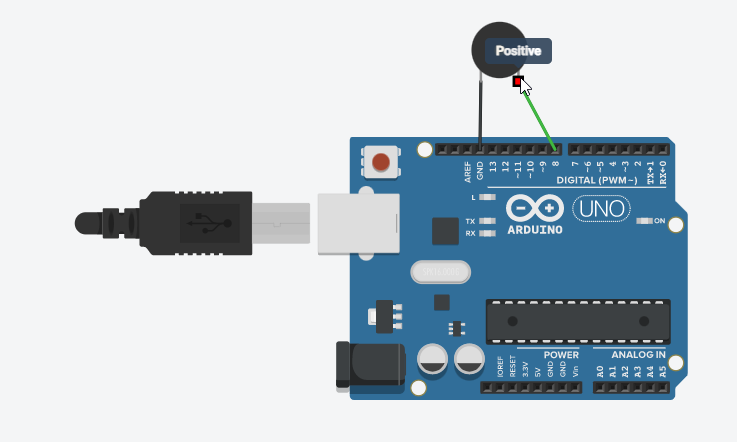 Positive
AREF
GND
13
12
~11
~10
~9
8
7
~6
~5
4
~3
2
TX→1
RX←0
DIGITAL (PWM~)
L
TX
RX
ARDUINO
UNO
ON
IOREF
RESET
3.3V
5V
GND
GND
Vin
POWER
ANALOG IN
A0
A1
A2
A3
A4
A5